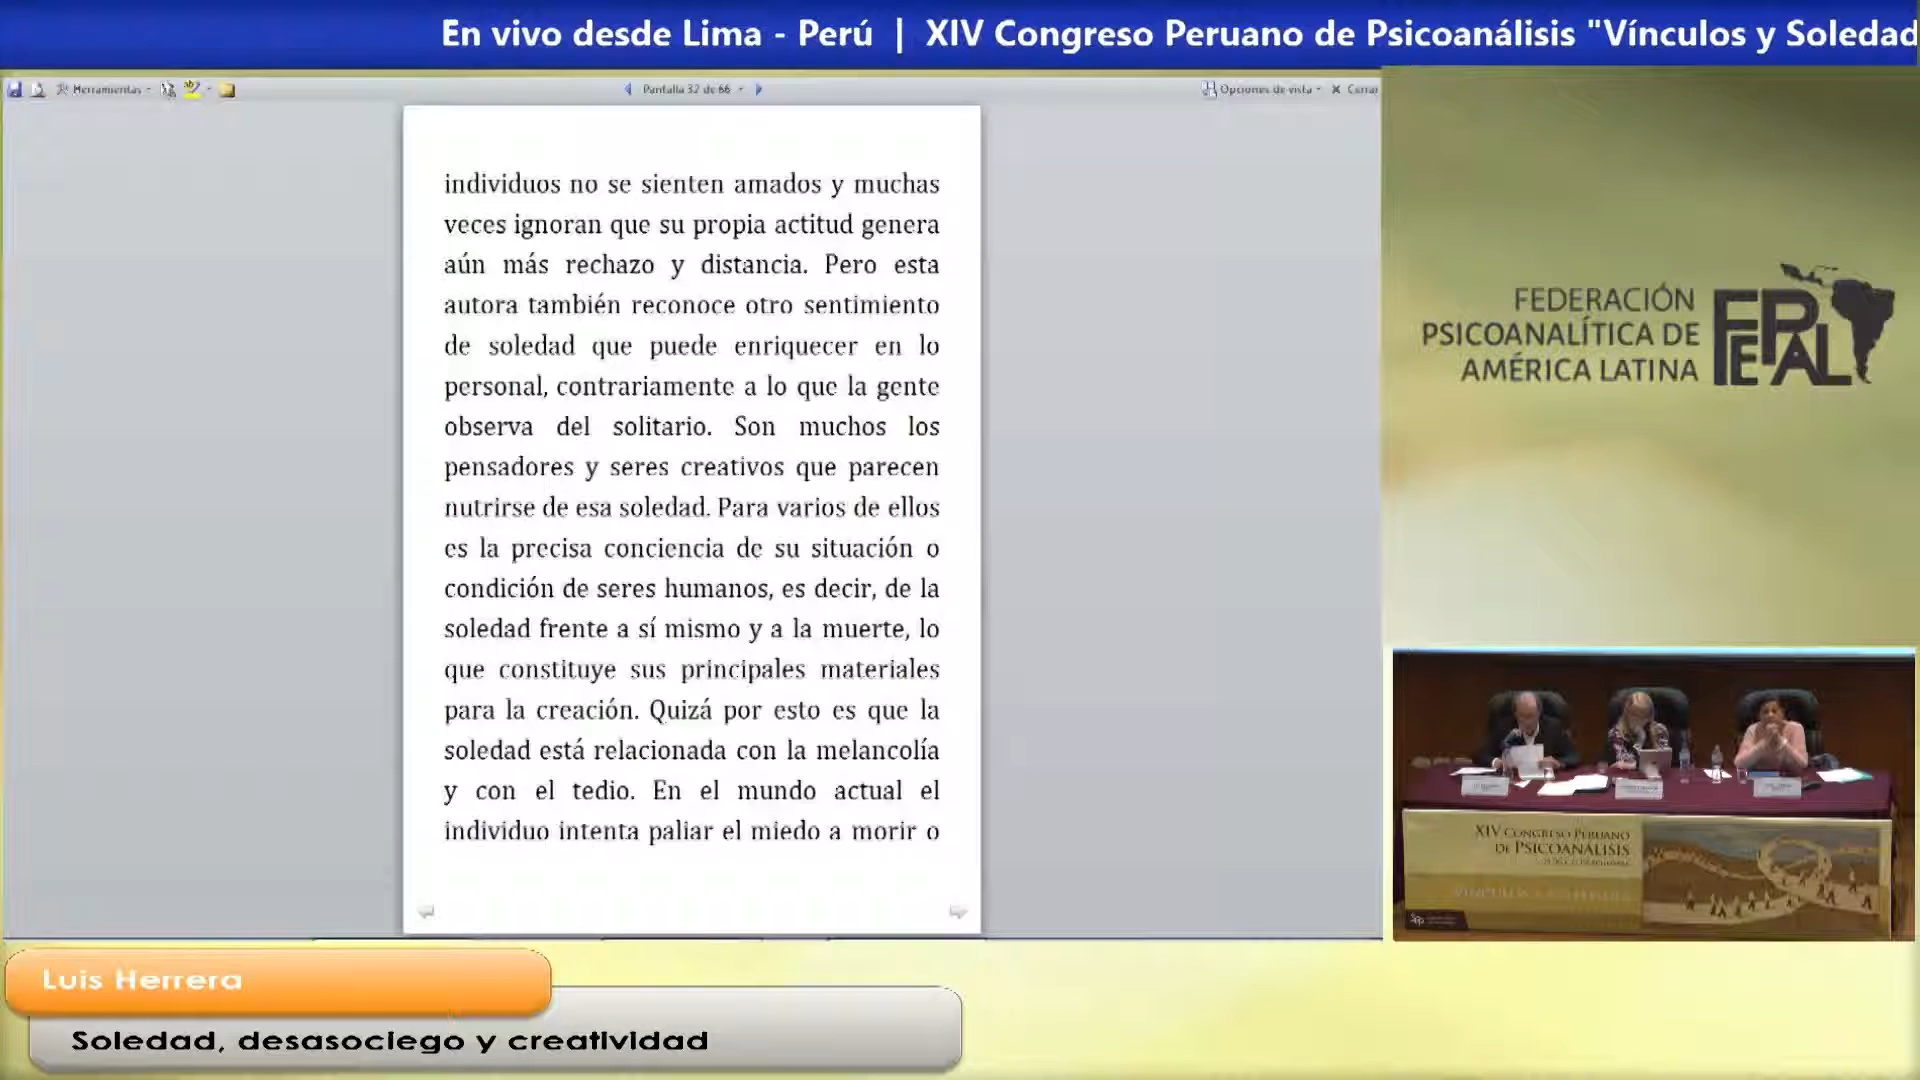 En vivo desde Lima - Perú | XIV Congreso Peruano de Psicoanálisis "Vínculos y Soledad
Herramientas
Pantalla 32 de 66
Opciones de vista
Cerrar
individuos no se sienten amados y muchas
veces ignoran que su propia actitud genera
aún más rechazo y distancia. Pero esta
autora también reconoce otro sentimiento
de soledad que puede enriquecer en lo
personal, contrariamente a lo que la gente
observa del solitario. Son muchos los
pensadores y seres creativos que parecen
nutrirse de esa soledad. Para varios de ellos
es la precisa conciencia de su situación o
condición de seres humanos, es decir, de la
soledad frente a sí mismo y a la muerte, lo
que constituye sus principales materiales
para la creación. Quizá por esto es que la
soledad está relacionada con la melancolía
y con el tedio. En el mundo actual el
individuo intenta paliar el miedo a morir o
FEDERACIÓN
PSICOANALÍTICA DE
AMÉRICA LATINA
FEPAL
XIV CONGRESO PERUANO
DE PSICOANÁLISIS
Luis Herrera
Soledad, desasociego y creatividad